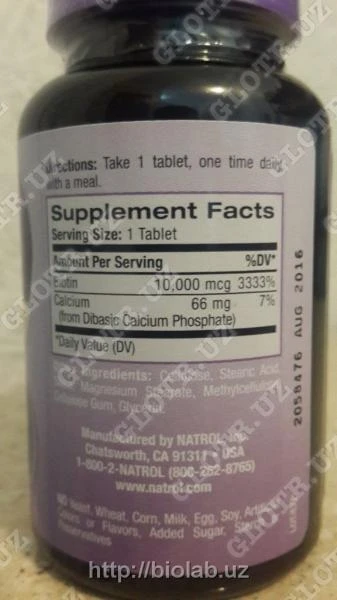 Directions: Take 1 tablet, one time daily,
with a meal.
Supplement Facts
Serving Size: 1 Tablet
Amount Per Serving %DV*
Biotin 10,000 mcg 3333%
Calcium 66 mg 7%
(from Dibasic Calcium Phosphate)
*Daily Value (DV)
Ingredients: Cellulose, Stearic Acid,
Magnesium Stearate, Methylcellulose,
Cellulose Gum, Glycerin.
Manufactured by NATROL, Inc.
Chatsworth, CA 91311 • USA
1-800-2-NATROL (800-262-8765)
www.natrol.com
NO Yeast, Wheat, Corn, Milk, Egg, Soy, Artificial
Colors or Flavors, Added Sugar, Starch,
Preservatives
2058476 AUG 2016
GLOTR.UZ
http://biolab.uz